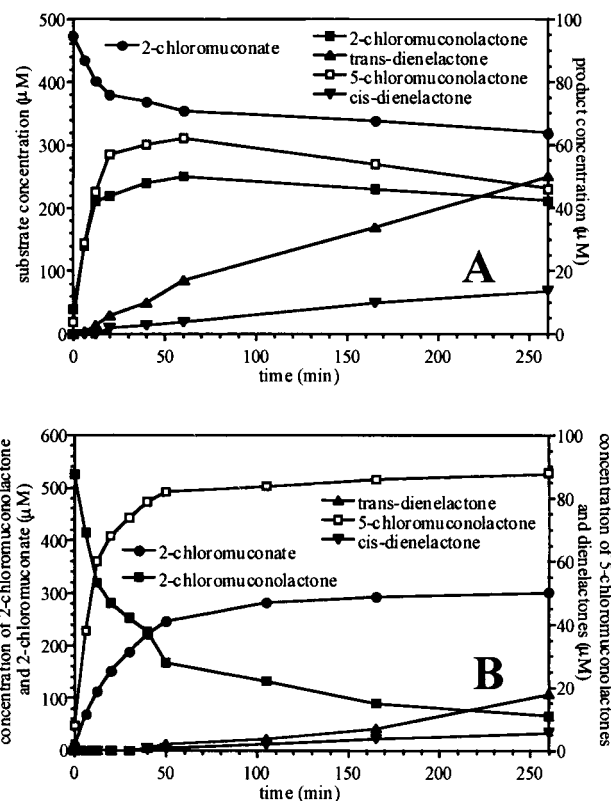 500
400
300
200
100
0
substrate concentration (µM)
2-chloromuconate
2-chloromuconolactone
trans-dienelactone
5-chloromuconolactone
cis-dienelactone
100
80
60
40
20
0
product concentration (µM)
A
0 50 100 150 200 250
time (min)
600
500
400
300
200
100
0
concentration of 2-chloromuconolactone
and 2-chloromuconate (µM)
trans-dienelactone
5-chloromuconolactone
cis-dienelactone
2-chloromuconate
2-chloromuconolactone
100
80
60
40
20
0
concentration of 5-chloromuconolactones
and dienelactones (µM)
B
0 50 100 150 200 250
time (min)